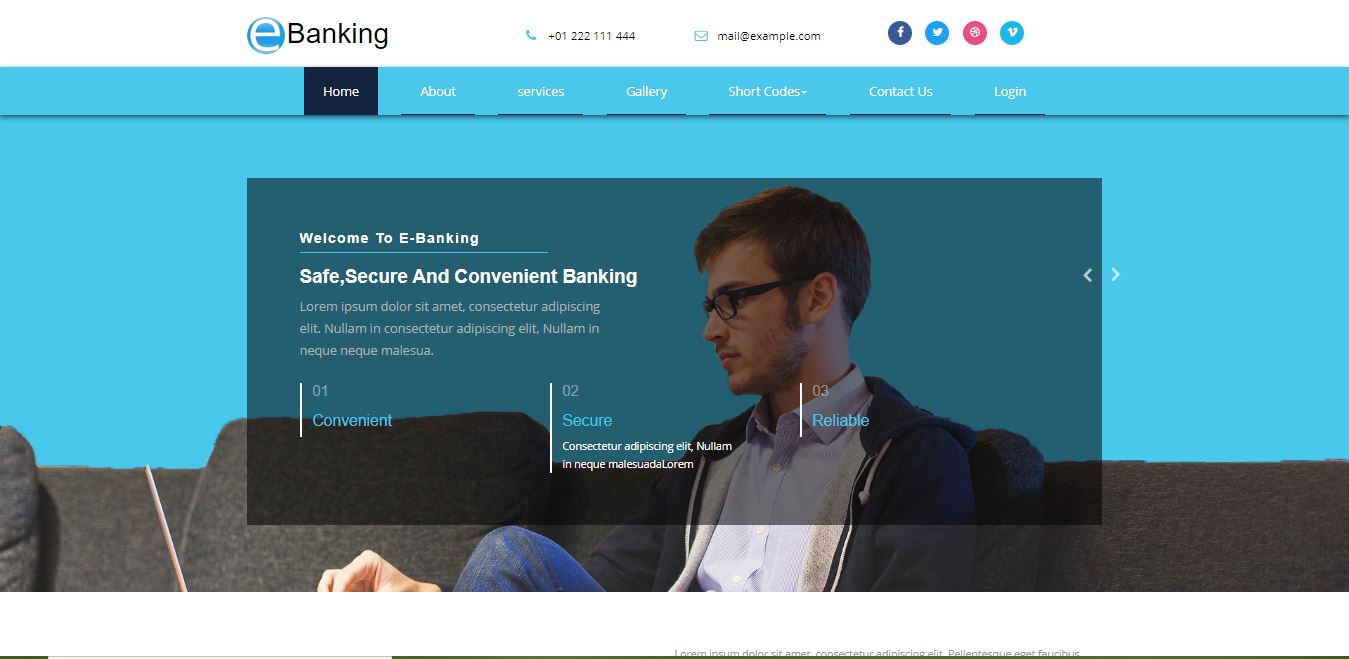 eBanking
+01 222 111 444
mail@example.com
Home
About
services
Gallery
Short Codes
Contact Us
Login
Welcome To E-Banking
Safe,Secure And Convenient Banking
Lorem ipsum dolor sit amet, consectetur adipiscing
elit. Nullam in consectetur adipiscing elit, Nullam in
neque neque malesua.
01
Convenient
02
Secure
Consectetur adipiscing elit, Nullam
in neque malesuadaLorem
03
Reliable
Lorem ipsum dolor sit amet, consectetur adipiscing elit. Pellentesque eget faucibus